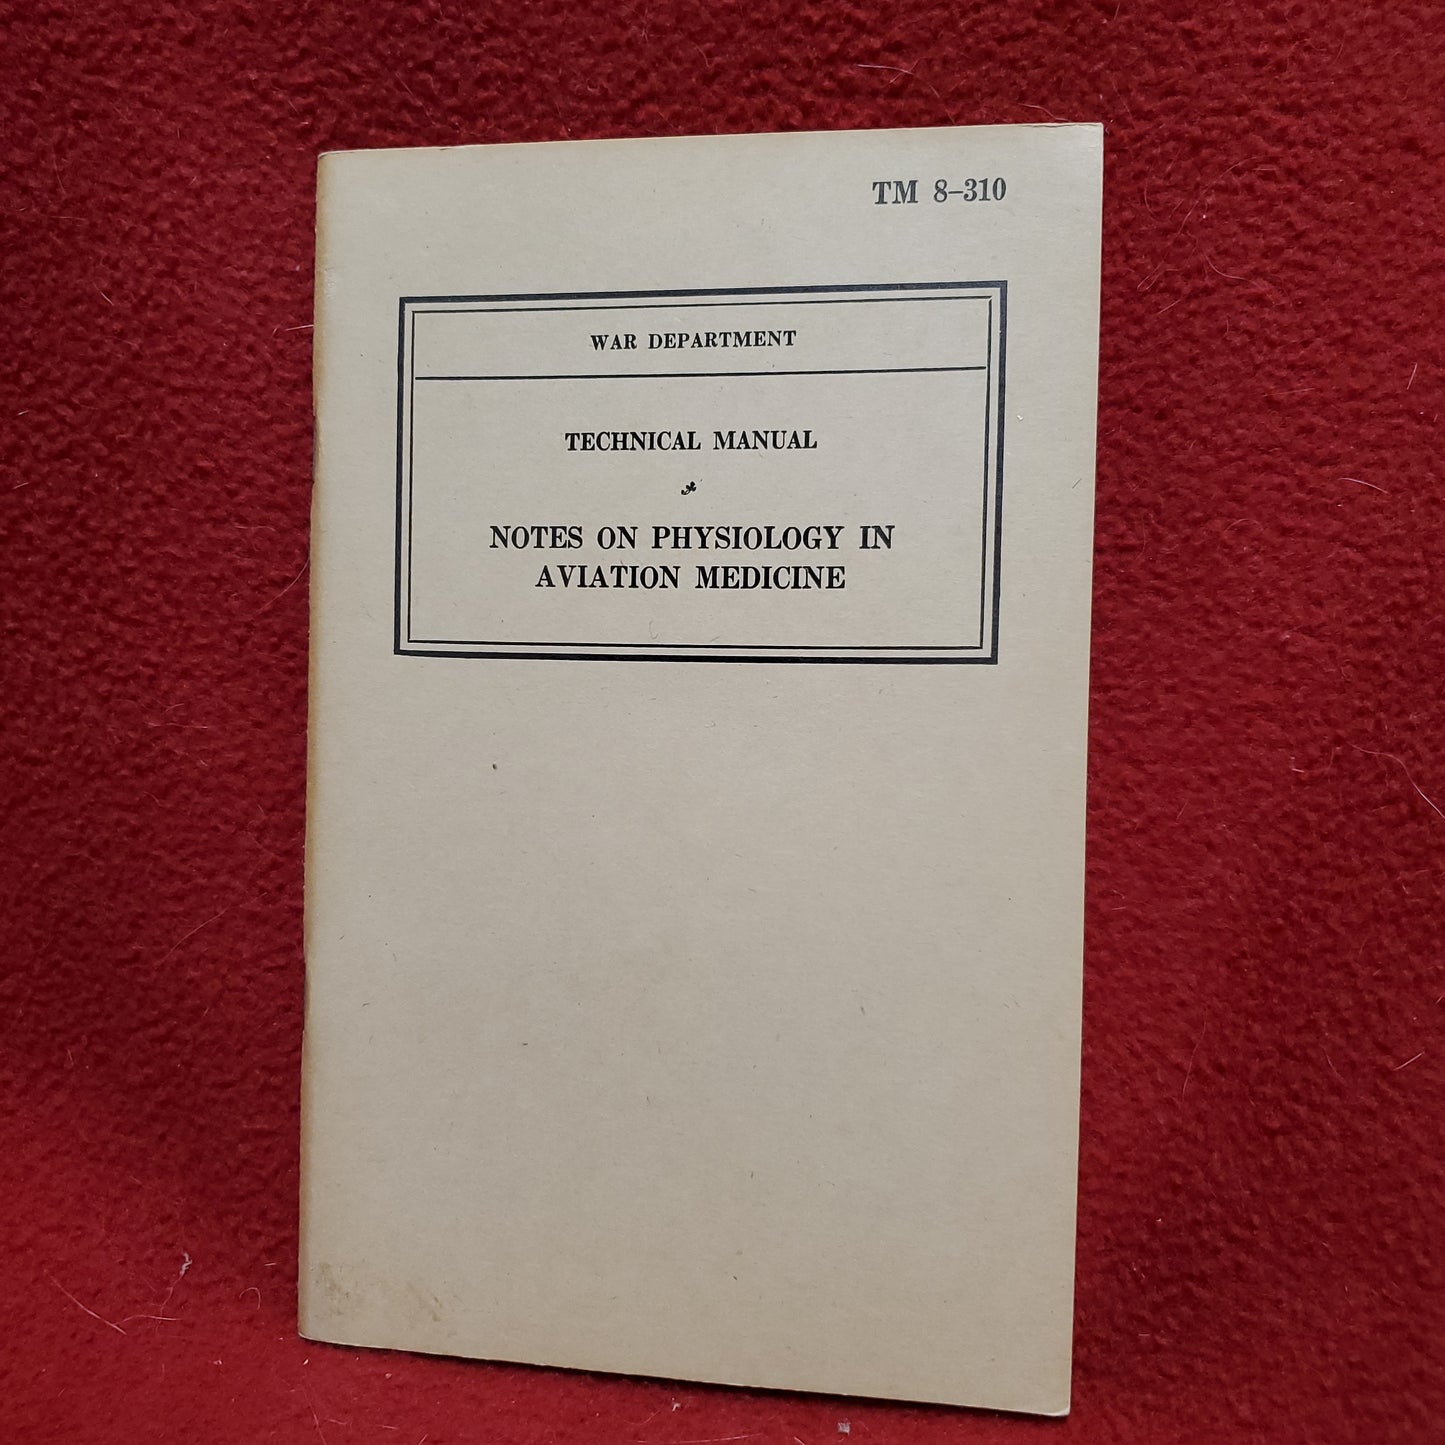 TM 8–310
WAR DEPARTMENT
TECHNICAL MANUAL
NOTES ON PHYSIOLOGY IN
AVIATION MEDICINE